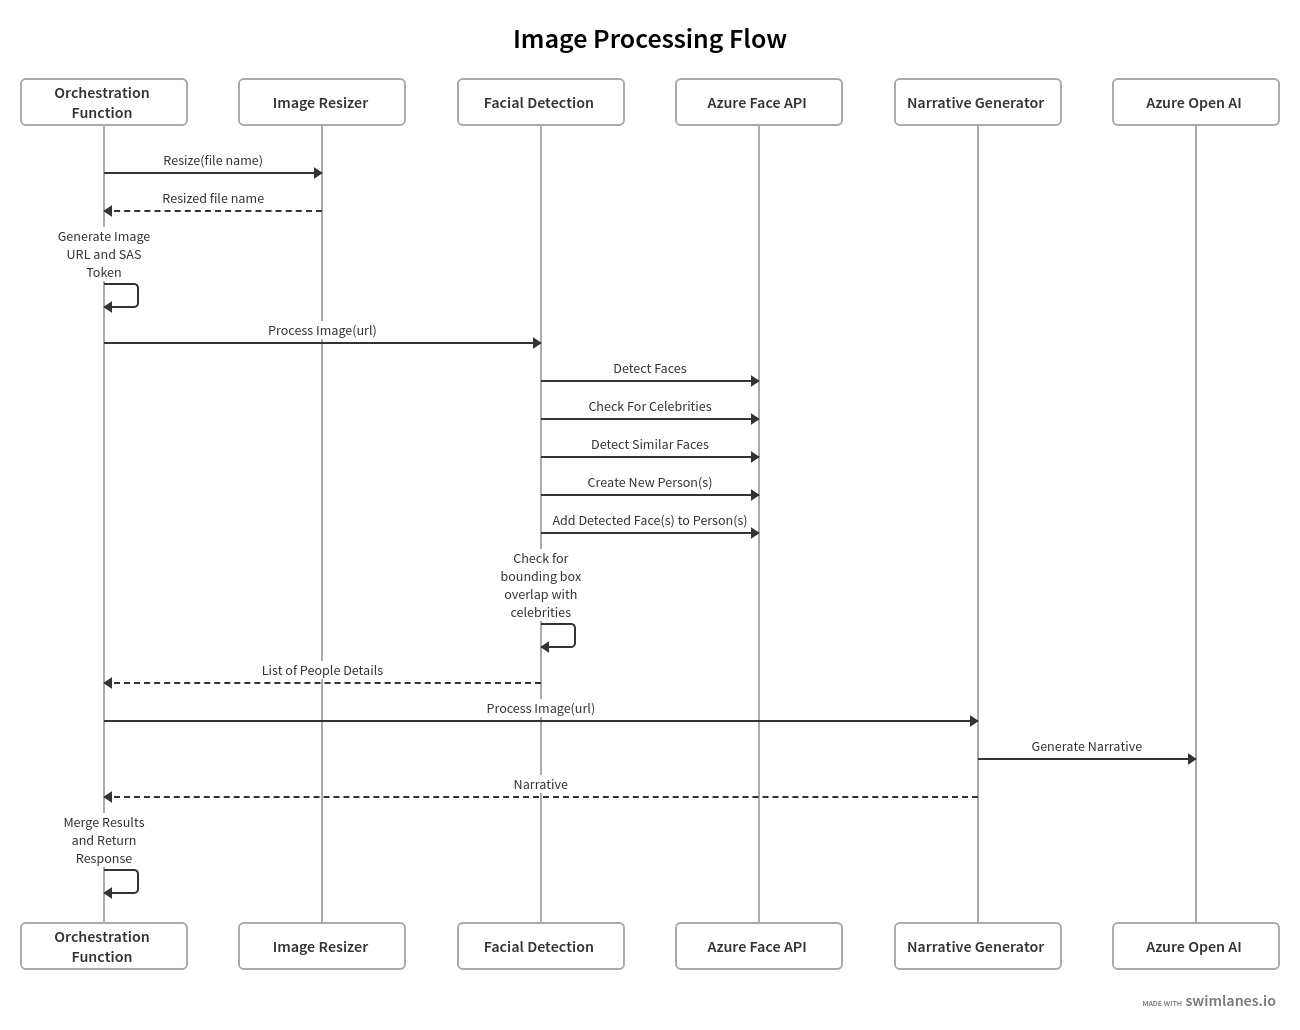 Image Processing Flow
Orchestration
Function
Image Resizer
Facial Detection
Azure Face API
Narrative Generator
Azure Open AI
Resize(file name)
Resized file name
Generate Image
URL and SAS
Token
Process Image(url)
Detect Faces
Check For Celebrities
Detect Similar Faces
Create New Person(s)
Add Detected Face(s) to Person(s)
Check for
bounding box
overlap with
celebrities
List of People Details
Process Image(url)
Generate Narrative
Narrative
Merge Results
and Return
Response
Orchestration
Function
Image Resizer
Facial Detection
Azure Face API
Narrative Generator
Azure Open AI
MADE WITH swimlanes.io